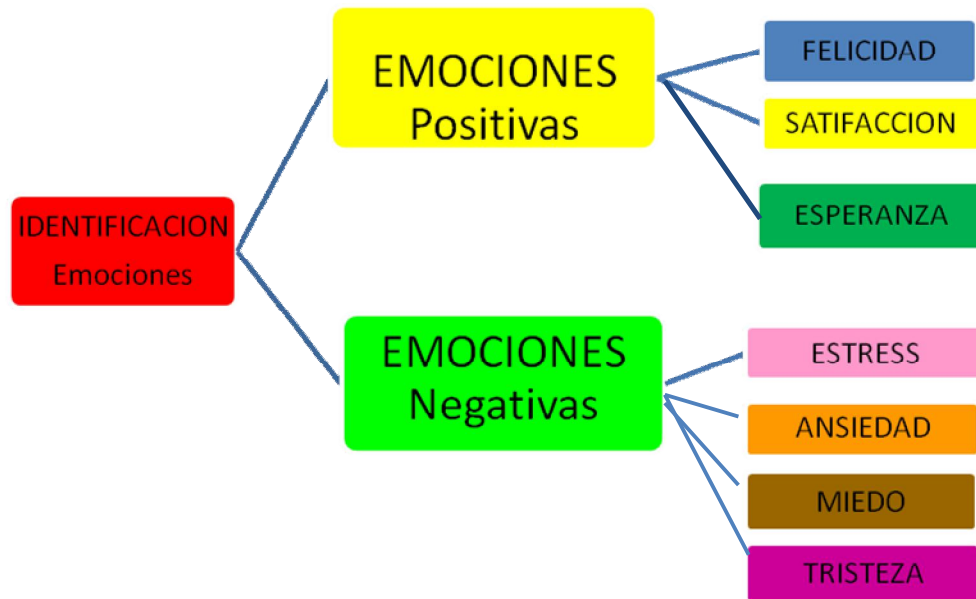 IDENTIFICACION
Emociones
EMOCIONES
Positivas
FELICIDAD
SATIFACCION
ESPERANZA
EMOCIONES
Negativas
ESTRESS
ANSIEDAD
MIEDO
TRISTEZA